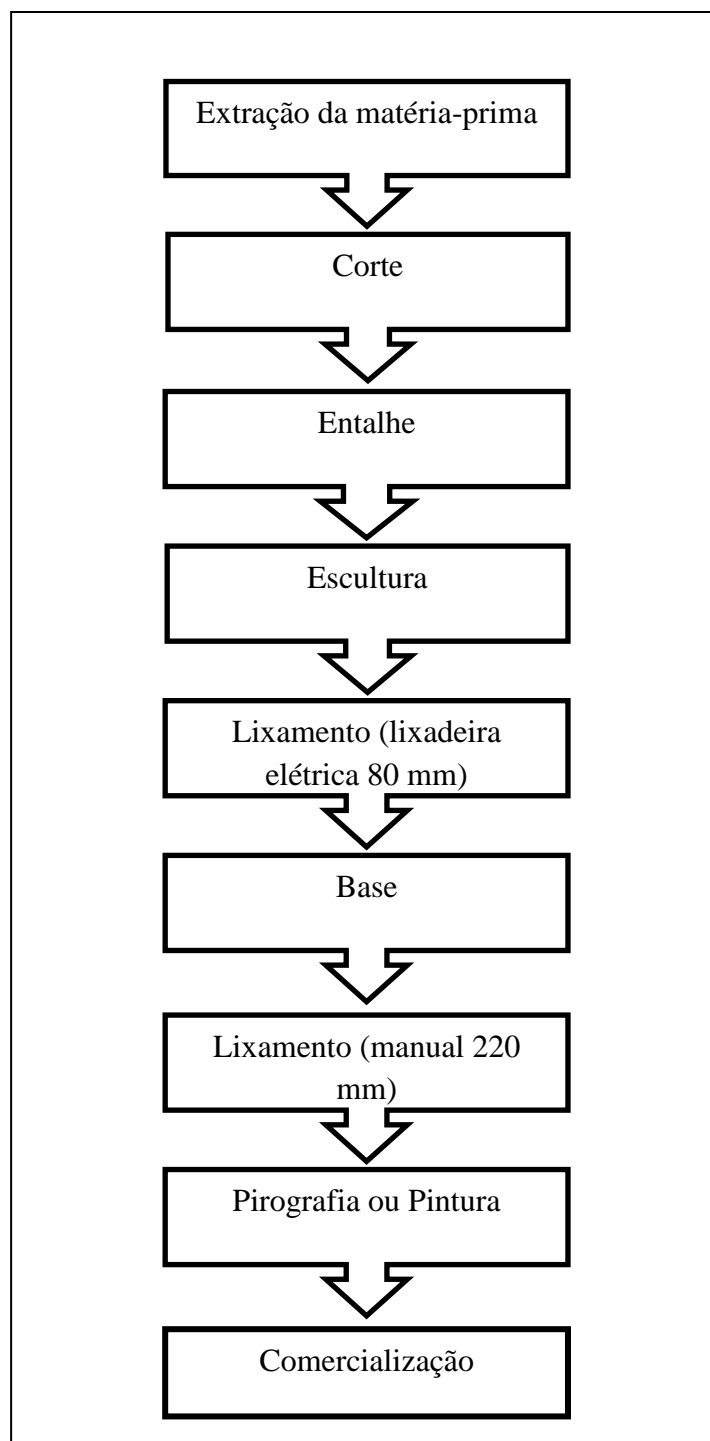 Extração da matéria-prima
Corte
Entalhe
Escultura
Lixamento (lixadeira
elétrica 80 mm)
Base
Lixamento (manual 220
mm)
Pirografia ou Pintura
Comercialização